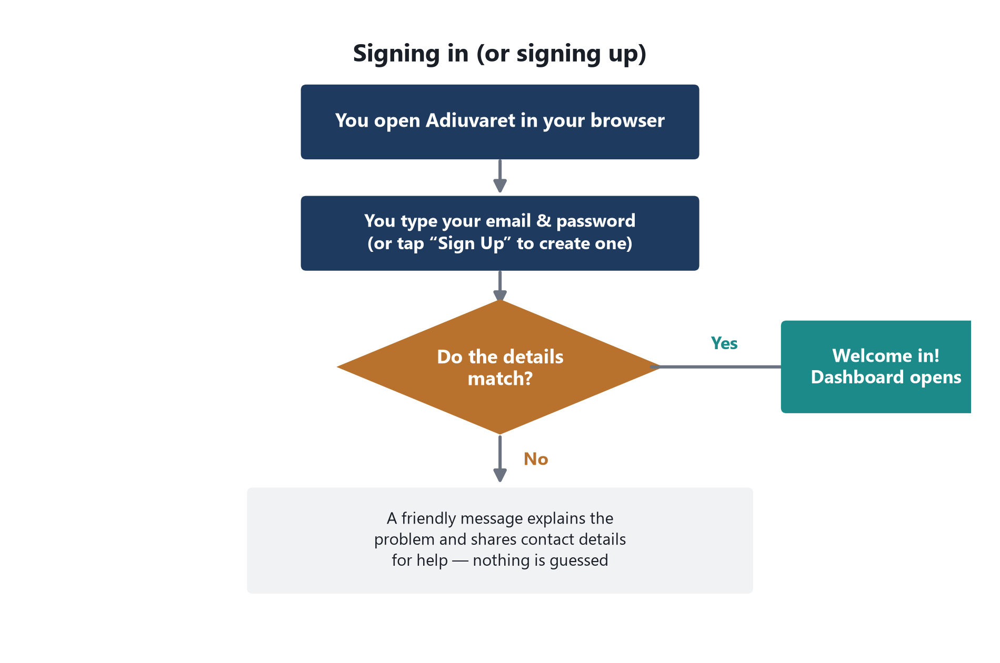 Signing in (or signing up)
You open Adiuvaret in your browser
You type your email & password
(or tap “Sign Up” to create one)
Do the details
match?
Yes
Welcome in!
Dashboard opens
No
A friendly message explains the
problem and shares contact details
for help — nothing is guessed